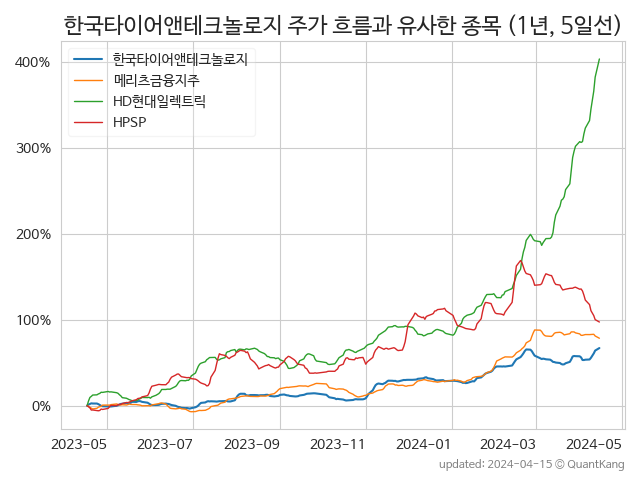 한국타이어앤테크놀로지 주가 흐름과 유사한 종목 (1년, 5일선)
400%
300%
200%
100%
0%
한국타이어앤테크놀로지
메리츠금융지주
HD현대일렉트릭
HPSP
2023-05 2023-07 2023-09 2023-11 2024-01 2024-03 2024-05
updated: 2024-04-15 © QuantKang